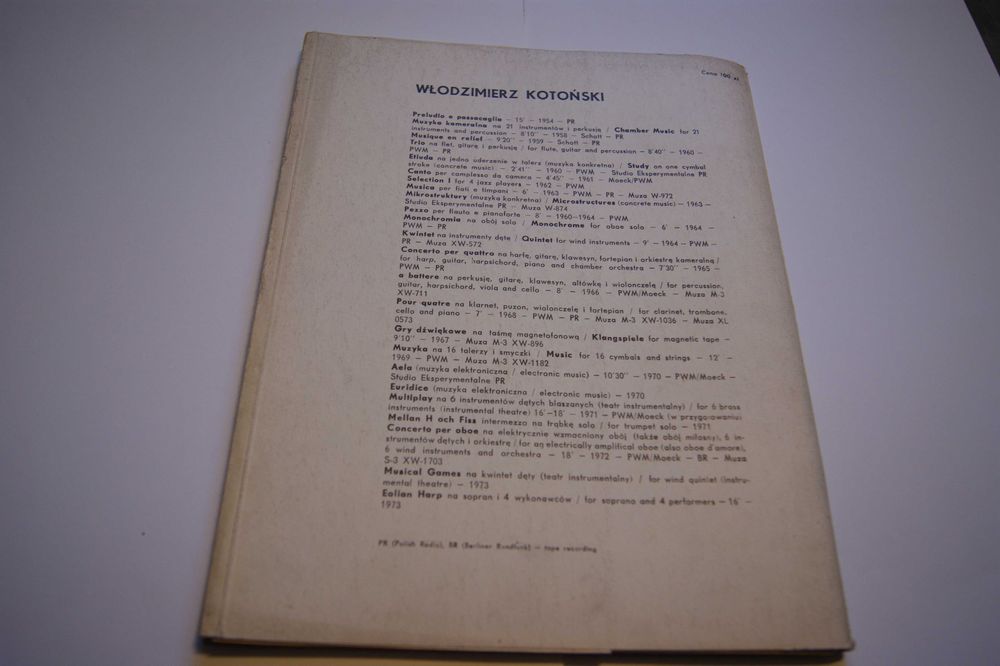 Cena 100 zł
WŁODZIMIERZ KOTOŃSKI
Preludio e passacaglia – 15' – 1954 – PR
Muzyka kameralna na 21 instrumentów i perkusję / Chamber Music for 21
instruments and percussion – 8'10" – 1958 – Schott – PR
Musique en relief – 9'20" – 1959 – Schott – PR
Trio na flet, gitarę i perkusję / for flute, guitar and percussion – 8'40" – 1960 –
PWM – PR
Etiuda na jedno uderzenie w talerz (muzyka konkretna) / Study on one cymbal
stroke (concrete music) – 2'41" – 1960 – PWM – Studio Eksperymentalne PR
Canto per complesso da camera – 4'45" – 1961 – Moeck/PWM
Selection I for 4 jazz players – 1962 – PWM
Musica per fiati e timpani – 6' – 1963 – PWM – PR – Muza W-972
Mikrostruktury (muzyka konkretna) / Microstructures (concrete music) – 1963 –
Studio Eksperymentalne PR – Muza W-874
Pezzo per flauto e pianoforte – 8' – 1960–1964 – PWM
Monochromia na obój solo / Monochrome for oboe solo – 6' – 1964 –
PWM – PR
Kwintet na instrumenty dęte / Quintet for wind instruments – 9' – 1964 – PWM –
PR – Muza XW-572
Concerto per quattro na harfę, gitarę, klawesyn, fortepian i orkiestrę kameralną /
for harp, guitar, harpsichord, piano and chamber orchestra – 7'30" – 1965 –
PWM – PR
a battere na perkusję, gitarę, klawesyn, altówkę i wiolonczelę / for percussion,
guitar, harpsichord, viola and cello – 8' – 1966 – PWM/Moeck – Muza M-3
XW-711
Pour quatre na klarnet, puzon, wiolonczelę i fortepian / for clarinet, trombone,
cello and piano – 7' – 1968 – PWM – PR – Muza M-3 XW-1036 – Muza XL
0573
Gry dźwiękowe na taśmę magnetofonową / Klangspiele for magnetic tape –
9'10" – 1967 – Muza M-3 XW-896
Muzyka na 16 talerzy i smyczki / Music for 16 cymbals and strings – 12' –
1969 – PWM – Muza M-3 XW-1182
Aela (muzyka elektroniczna / electronic music) – 10'30" – 1970 – PWM/Moeck –
Studio Eksperymentalne PR
Euridice (muzyka elektroniczna / electronic music) – 1970
Multiplay na 6 instrumentów dętych blaszanych (teatr instrumentalny) / for 6 brass
instruments (instrumental theatre) 16'–18' – 1971 – PWM/Moeck (w przygotowaniu)
Mellan H och Fiss intermezzo na trąbkę solo / for trumpet solo – 1971
Concerto per oboe na elektrycznie wzmacniony obój (także obój miłosny), 6 in-
strumentów dętych i orkiestrę / for an electrically amplifical oboe (also oboe d'amore),
6 wind instruments and orchestra – 18' – 1972 – PWM/Moeck – BR – Muza
S-3 XW-1703
Musical Games na kwintet dęty (teatr instrumentalny) / for wind quintet (instru-
mental theatre) – 1973
Eolian Harp na sopran i 4 wykonawców / for soprano and 4 performers – 16' –
1973
PR (Polish Radio), BR (Berliner Rundfunk) – tape recording